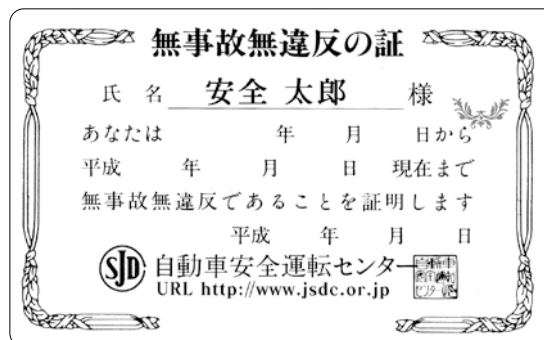 無事故無違反の証
氏 名 安全 太郎 様
あなたは 年 月 日から
平成 年 月 日 現在まで
無事故無違反であることを証明します
平成 年 月 日
SJD 自動車安全運転センター
URL http://www.jsdc.or.jp